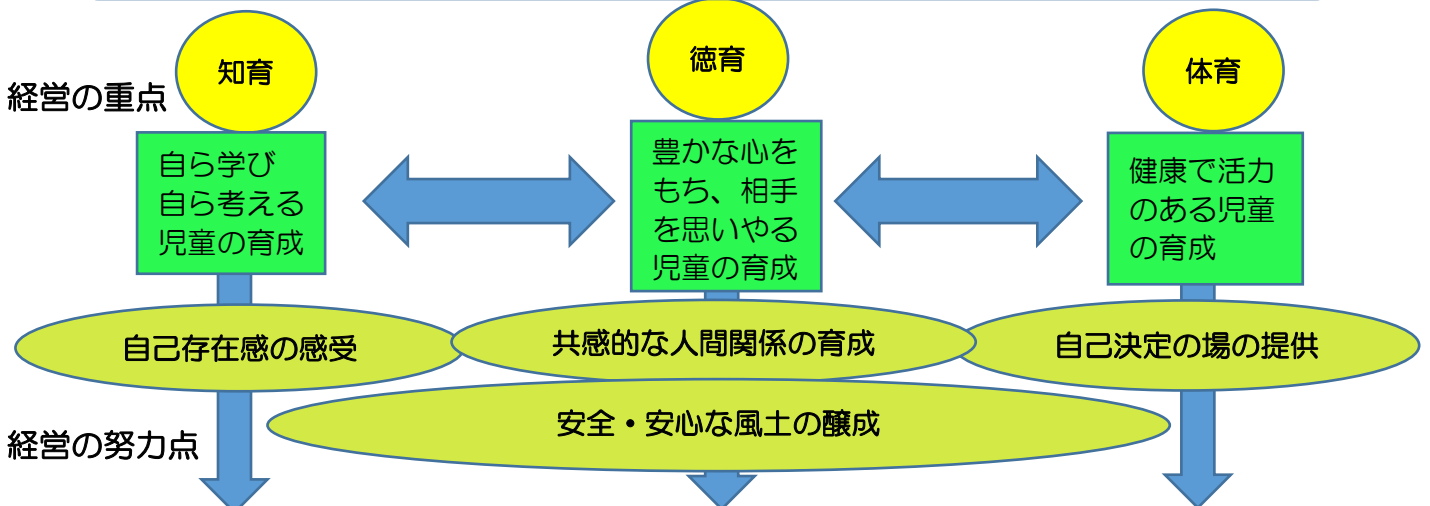 知育
徳育
体育
経営の重点
自ら学び
自ら考える
児童の育成
豊かな心を
もち、相手
を思いやる
児童の育成
健康で活力
のある児童
の育成
自己存在感の感受
共感的な人間関係の育成
自己決定の場の提供
安全・安心な風土の醸成
経営の努力点